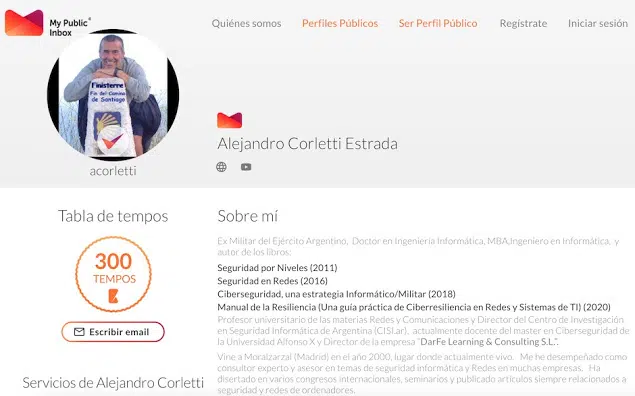 My Public
Inbox
Quiénes somos
Perfiles Públicos
Ser Perfil Público
Regístrate
Iniciar sesión
Finisterre
Fin del Camino
de Santiago
acorletti
Alejandro Corletti Estrada
Tabla de tempos
300
TEMPOS
Escribir email
Servicios de Alejandro Corletti
Sobre mí
Ex Militar del Ejército Argentino, Doctor en Ingeniería Informática, MBA,Ingeniero en Informática, y
autor de los libros:
Seguridad por Niveles (2011)
Seguridad en Redes (2016)
Ciberseguridad, una estrategia Informático/Militar (2018)
Manual de la Resiliencia (Una guía práctica de Ciberresiliencia en Redes y Sistemas de TI) (2020)
Profesor universitario de las materias Redes y Comunicaciones y Director del Centro de Investigación
en Seguridad Informática de Argentina (CISI.ar), actualmente docente del master en Ciberseguridad de
la Universidad Alfonso X y Director de la empresa "DarFe Learning & Consulting S.L.".
Vine a Moralzarzal (Madrid) en el año 2000, lugar donde actualmente vivo. Me he desempeñado como
consultor experto y asesor en temas de seguridad informática y Redes en muchas empresas. Ha
disertado en varios congresos internacionales, seminarios y publicado artículos siempre relacionados a
seguridad y redes de ordenadores.